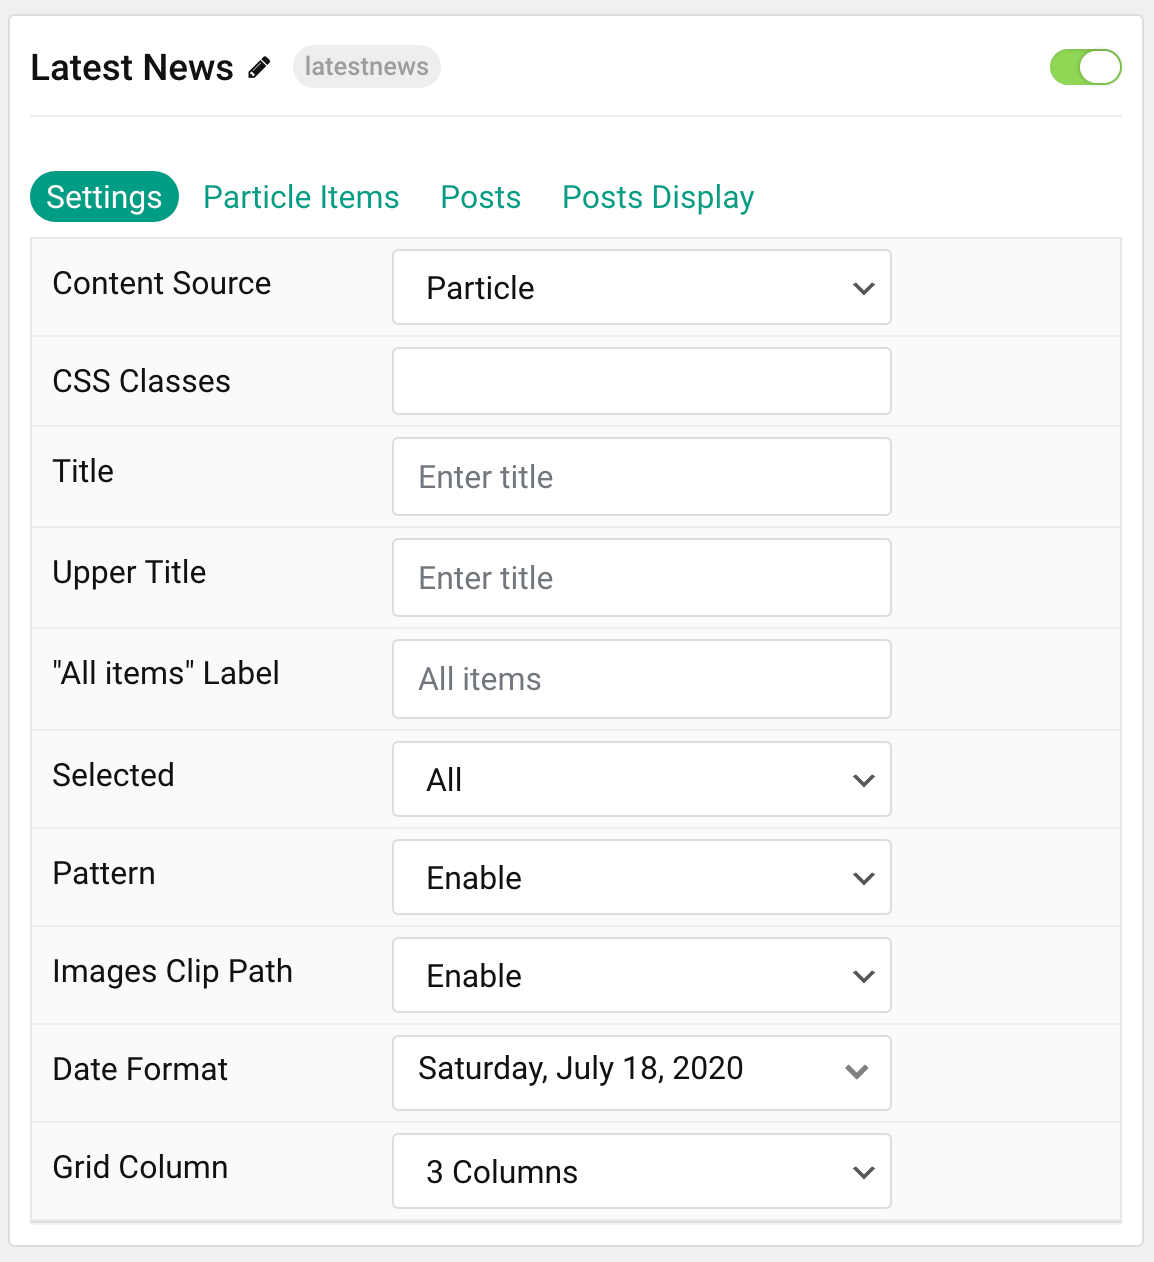 Latest News latestnews
Settings Particle Items Posts Posts Display
Content Source Particle
CSS Classes
Title Enter title
Upper Title Enter title
"All items" Label All items
Selected All
Pattern Enable
Images Clip Path Enable
Date Format Saturday, July 18, 2020
Grid Column 3 Columns